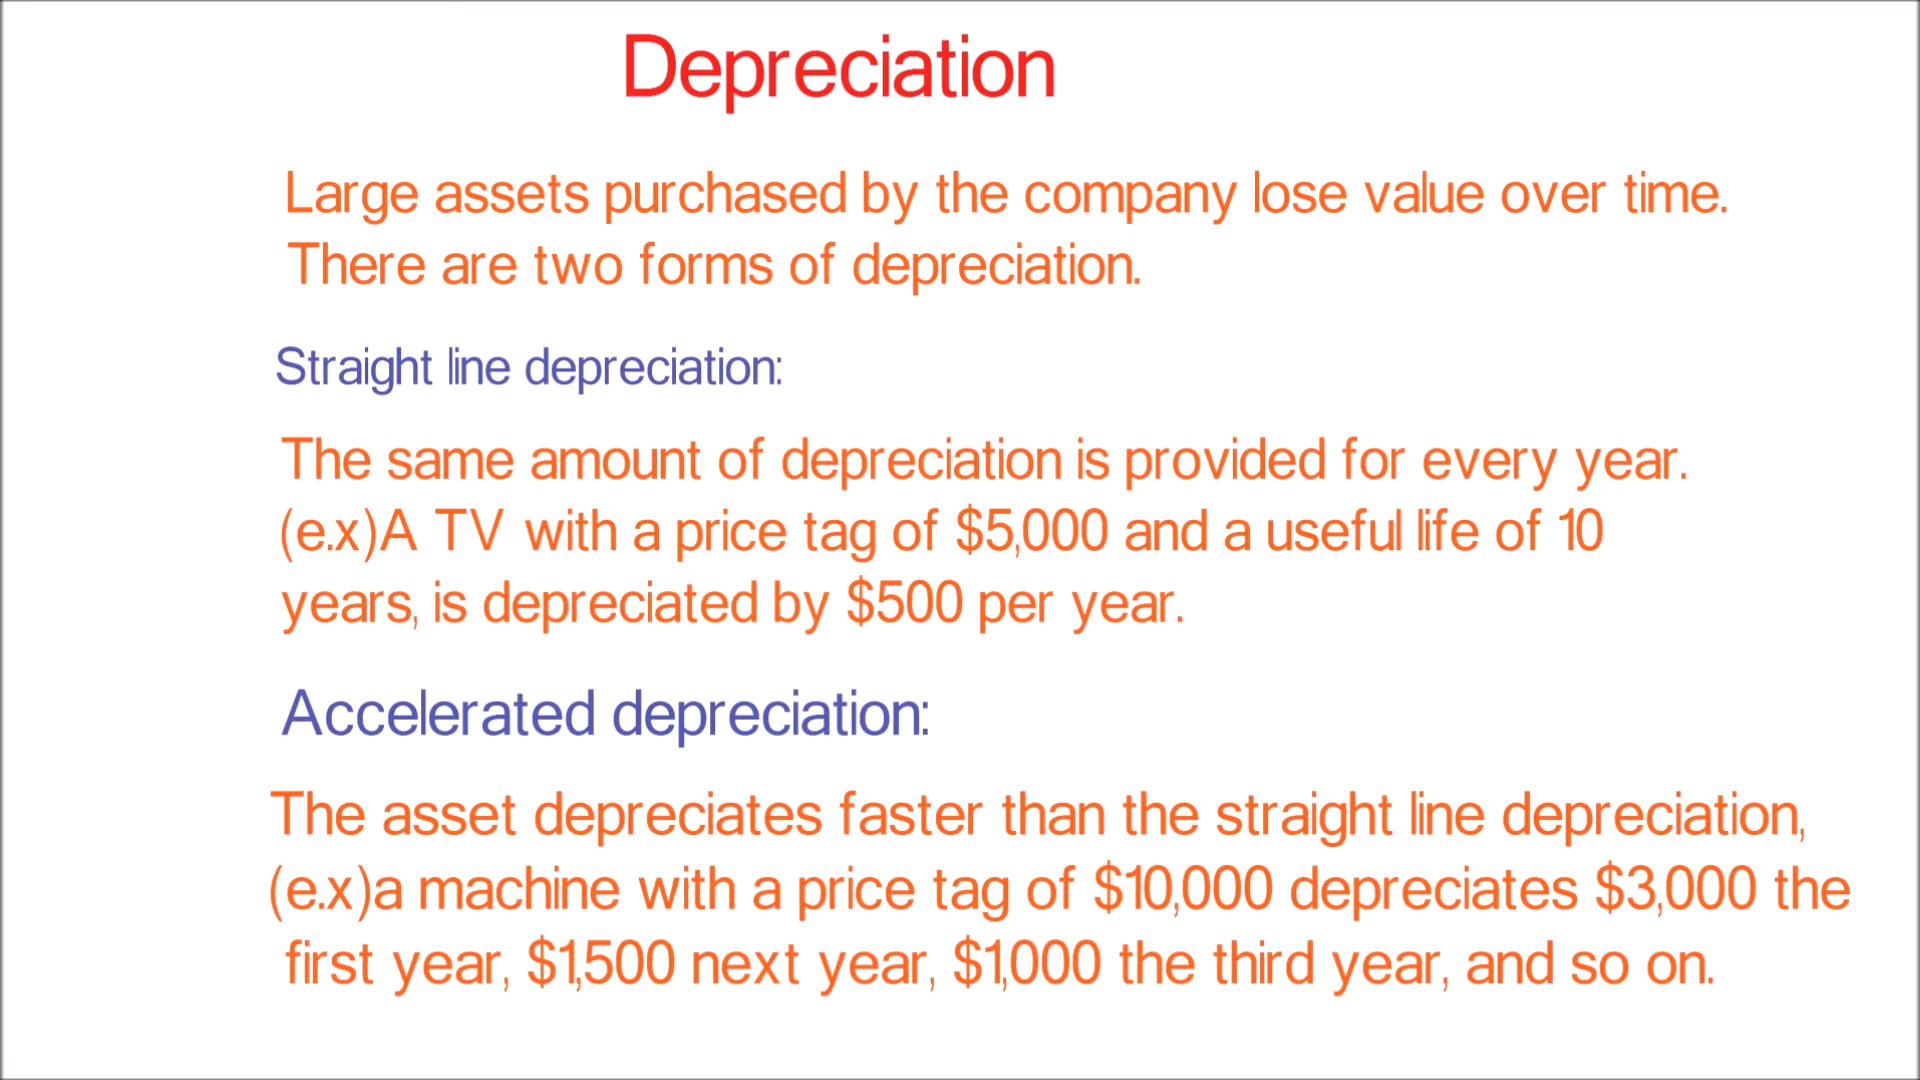 Depreciation
Large assets purchased by the company lose value over time.
There are two forms of depreciation.
Straight line depreciation:
The same amount of depreciation is provided for every year.
(e.x)A TV with a price tag of $5,000 and a useful life of 10
years, is depreciated by $500 per year.
Accelerated depreciation:
The asset depreciates faster than the straight line depreciation,
(e.x)a machine with a price tag of $10,000 depreciates $3,000 the
first year, $1,500 next year, $1,000 the third year, and so on.